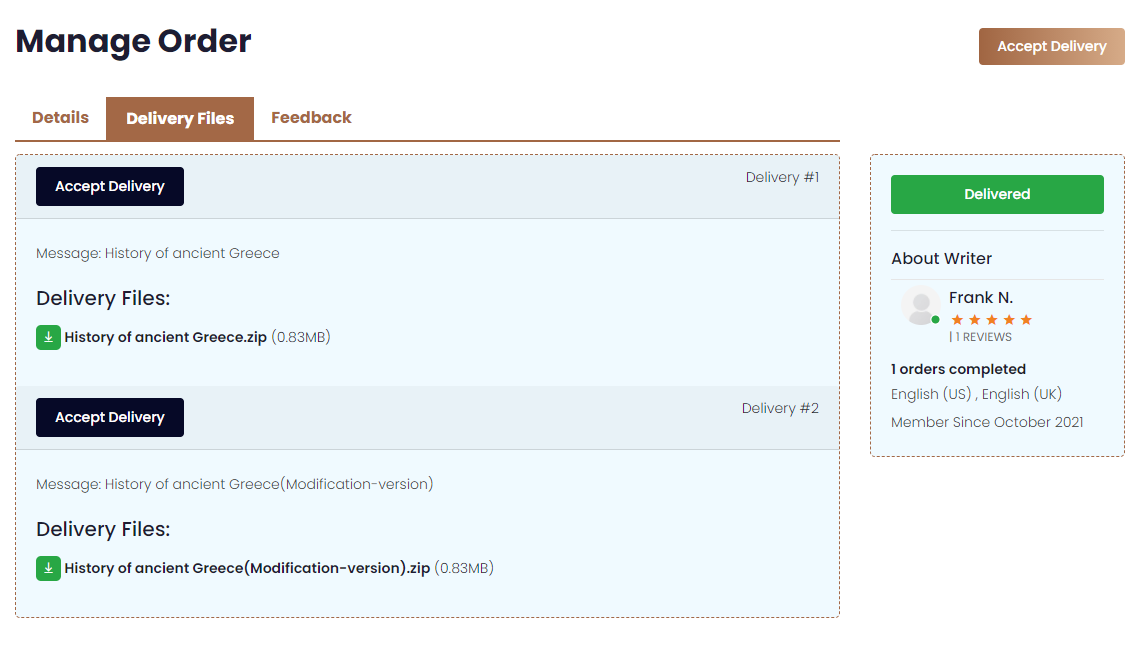 Manage Order
Accept Delivery
Details
Delivery Files
Feedback
Accept Delivery
Delivery #1
Message: History of ancient Greece
Delivery Files:
History of ancient Greece.zip (0.83MB)
Accept Delivery
Delivery #2
Message: History of ancient Greece(Modification-version)
Delivery Files:
History of ancient Greece(Modification-version).zip (0.83MB)
Delivered
About Writer
Frank N.
| 1 REVIEWS
1 orders completed
English (US) , English (UK)
Member Since October 2021